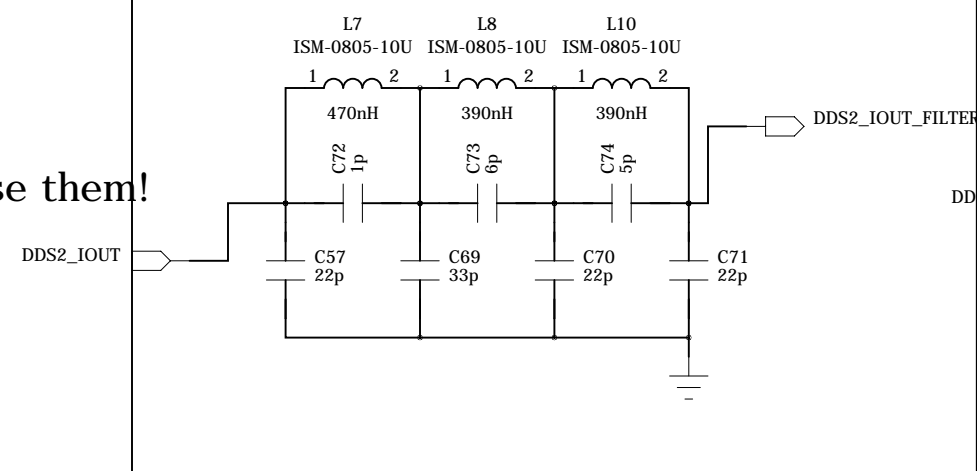 L7
ISM-0805-10U
L8
ISM-0805-10U
L10
ISM-0805-10U
1 2
1 2
1 2
470nH
390nH
390nH
DDS2_IOUT_FILTER
C72
1p
C73
6p
C74
5p
se them!
DD
DDS2_IOUT
C57
22p
C69
33p
C70
22p
C71
22p